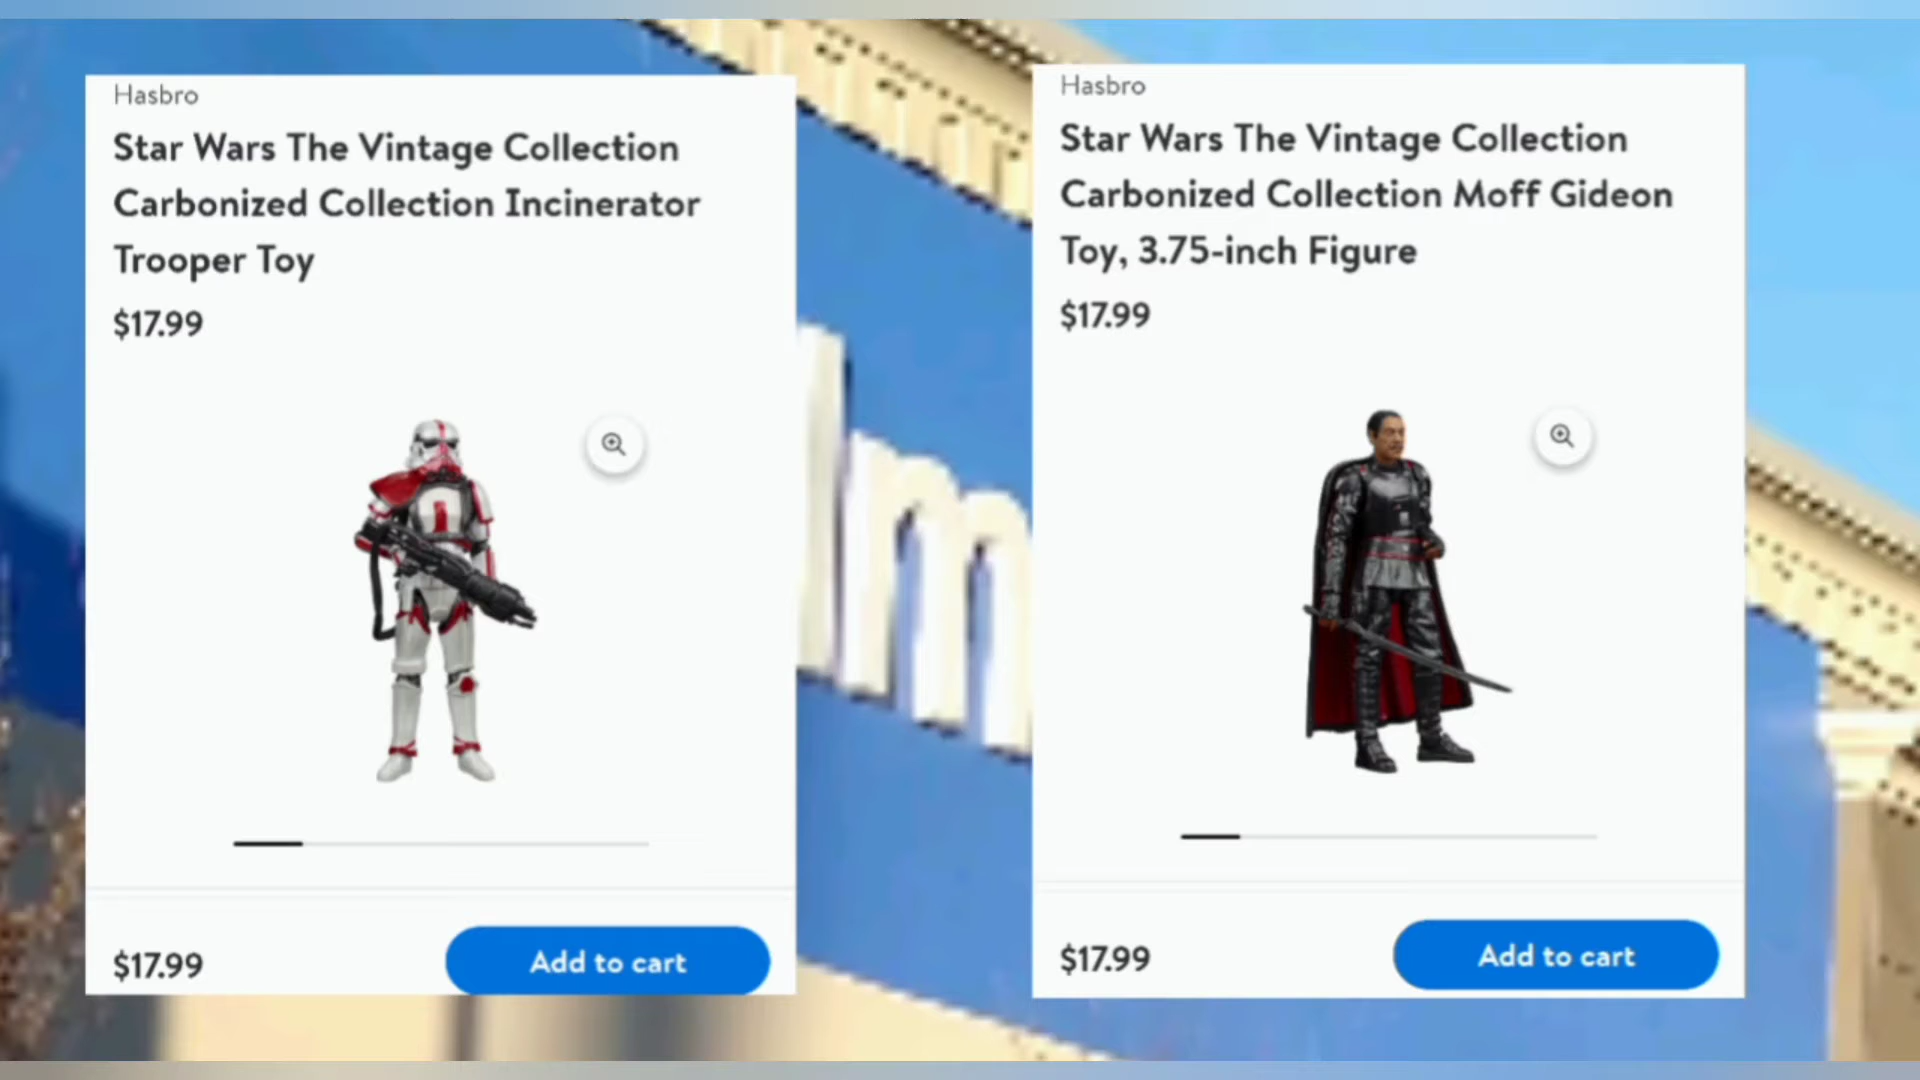 Hasbro
Star Wars The Vintage Collection
Carbonized Collection Incinerator
Trooper Toy
$17.99
$17.99
Add to cart
lm
Hasbro
Star Wars The Vintage Collection
Carbonized Collection Moff Gideon
Toy, 3.75-inch Figure
$17.99
$17.99
Add to cart